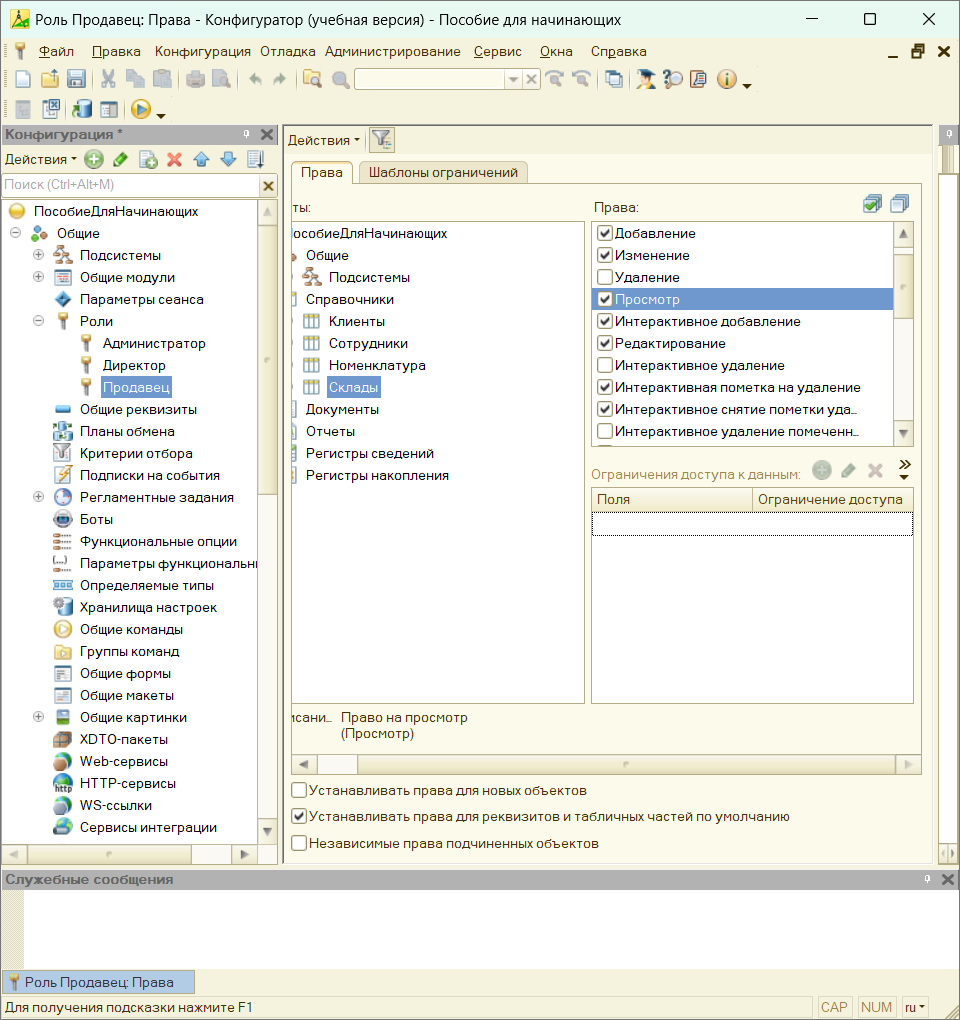 Роль Продавец: Права - Конфигуратор (учебная версия) - Пособие для начинающих
Файл Правка Конфигурация Отладка Администрирование Сервис Окна Справка
Конфигурация *
Действия
Поиск (Ctrl+Alt+M)
ПособиеДляНачинающих
Общие
Подсистемы
Общие модули
Параметры сеанса
Роли
Администратор
Директор
Продавец
Общие реквизиты
Планы обмена
Критерии отбора
Подписки на события
Регламентные задания
Боты
Функциональные опции
Параметры функциональн
Определяемые типы
Хранилища настроек
Общие команды
Группы команд
Общие формы
Общие макеты
Общие картинки
XDTO-пакеты
Web-сервисы
HTTP-сервисы
WS-ссылки
Сервисы интеграции
Действия
Права Шаблоны ограничений
ты:
ПособиеДляНачинающих
Общие
Подсистемы
Справочники
Клиенты
Сотрудники
Номенклатура
Склады
Документы
Отчеты
Регистры сведений
Регистры накопления
Права:
Добавление
Изменение
Удаление
Просмотр
Интерактивное добавление
Редактирование
Интерактивное удаление
Интерактивная пометка на удаление
Интерактивное снятие пометки уда...
Интерактивное удаление помеченн...
Ограничения доступа к данным:
Поля Ограничение доступа
исани... Право на просмотр
(Просмотр)
Устанавливать права для новых объектов
Устанавливать права для реквизитов и табличных частей по умолчанию
Независимые права подчиненных объектов
Служебные сообщения
Роль Продавец: Права
Для получения подсказки нажмите F1 CAP NUM ru